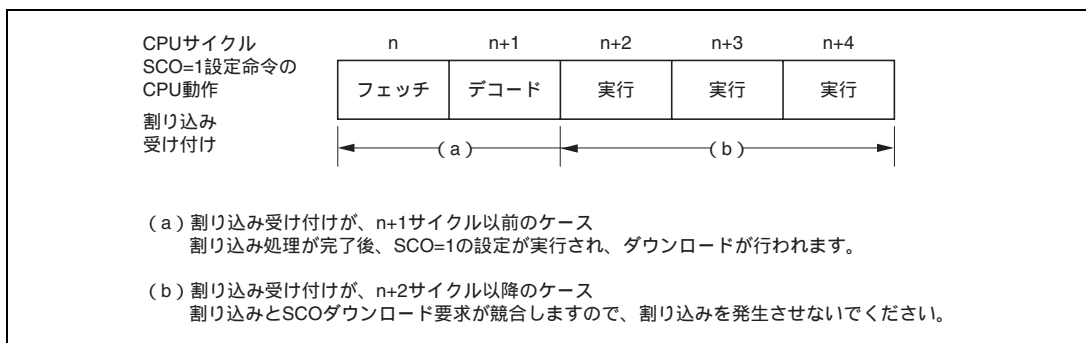 CPUサイクル n n+1 n+2 n+3 n+4
SCO=1設定命令の
CPU動作 フェッチ デコード 実行 実行 実行
割り込み
受け付け (a) (b)
(a)割り込み受け付けが、n+1サイクル以前のケース
割り込み処理が完了後、SCO=1の設定が実行され、ダウンロードが行われます。
(b)割り込み受け付けが、n+2サイクル以降のケース
割り込みとSCOダウンロード要求が競合しますので、割り込みを発生させないでください。